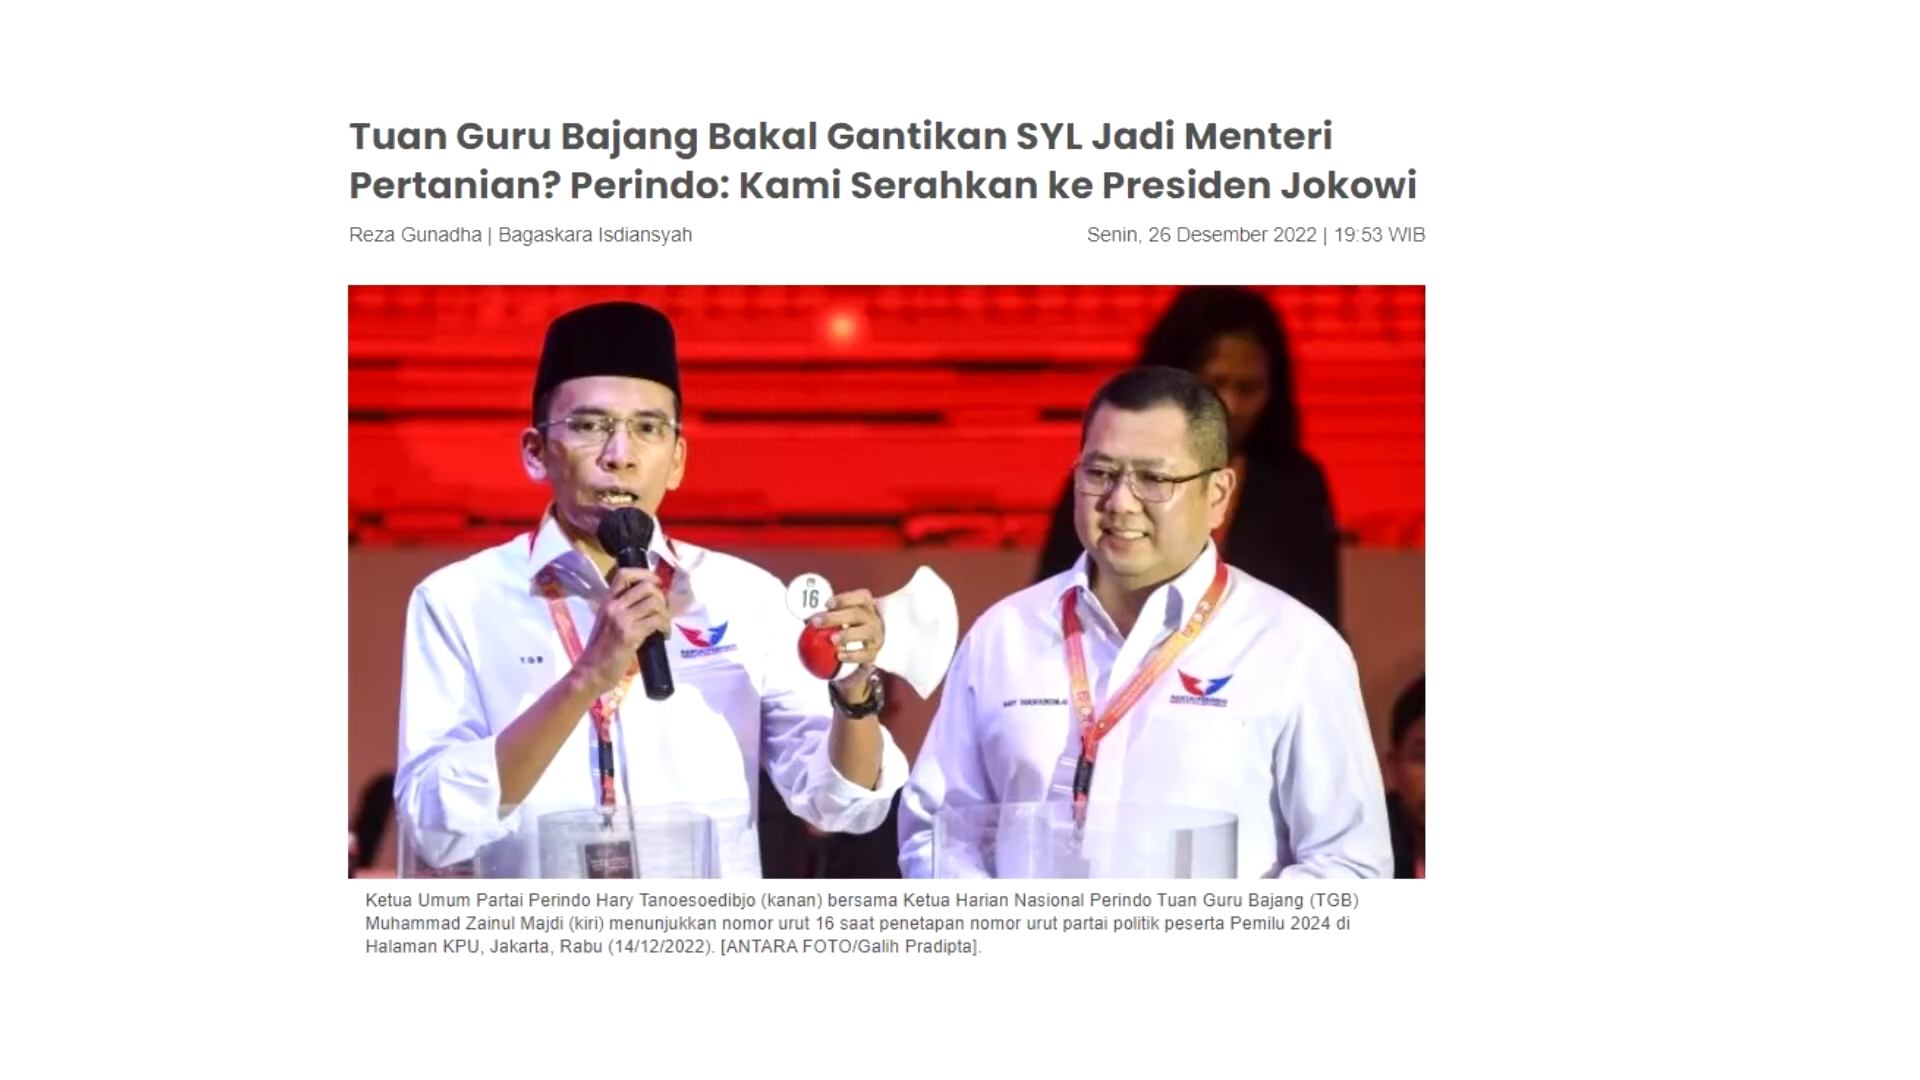 Tuan Guru Bajang Bakal Gantikan SYL Jadi Menteri
Pertanian? Perindo: Kami Serahkan ke Presiden Jokowi
Reza Gunadha | Bagaskara Isdiansyah
Senin, 26 Desember 2022 | 19:53 WIB
16
TGB
Ketua Umum Partai Perindo Hary Tanoesoedibjo (kanan) bersama Ketua Harian Nasional Perindo Tuan Guru Bajang (TGB)
Muhammad Zainul Majdi (kiri) menunjukkan nomor urut 16 saat penetapan nomor urut partai politik peserta Pemilu 2024 di
Halaman KPU, Jakarta, Rabu (14/12/2022). [ANTARA FOTO/Galih Pradipta].